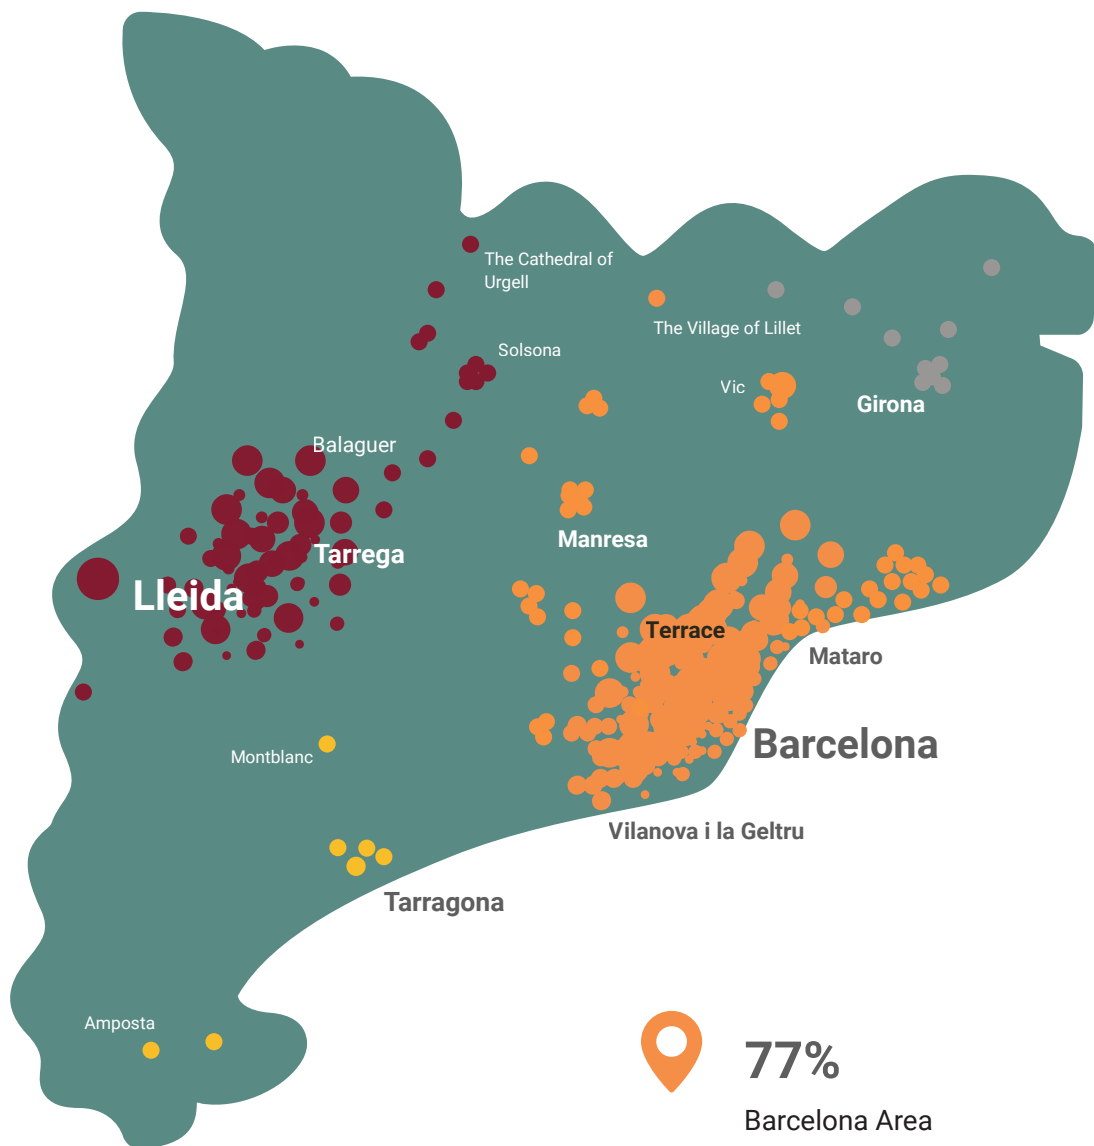 The Cathedral of
Urgell
The Village of Lillet
Solsona
Vic
Girona
Balaguer
Manresa
Tarrega
Lleida
Terrace
Mataro
Barcelona
Montblanc
Vilanova i la Geltru
Tarragona
Amposta
77%
Barcelona Area